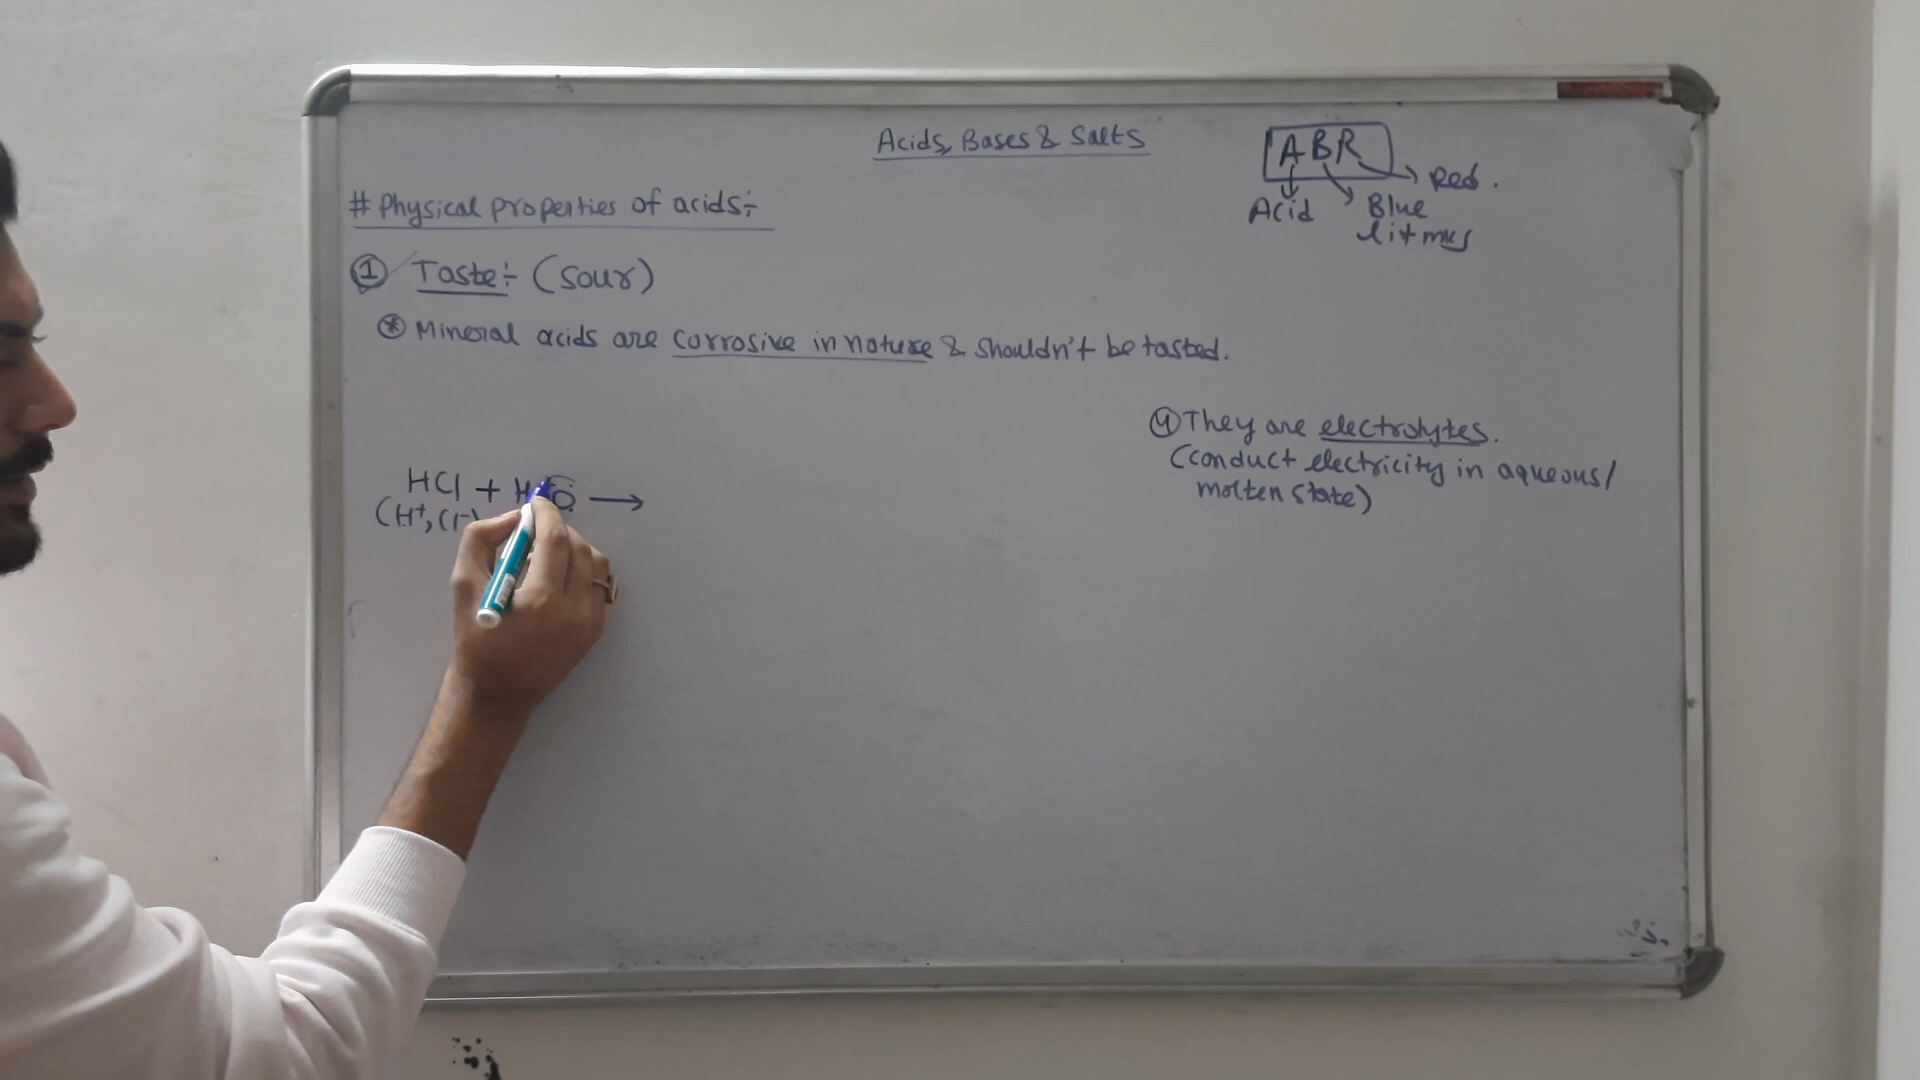 Acids, Bases & Salts
ABR
Red.
Acid
Blue
litmus
# Physical properties of acids:-
① Taste:- (Sour)
* Mineral acids are corrosive in nature & shouldn't be tasted.
④ They are electrolytes.
(conduct electricity in aqueous/
molten state)
HCl + →
(H⁺, Cl⁻)